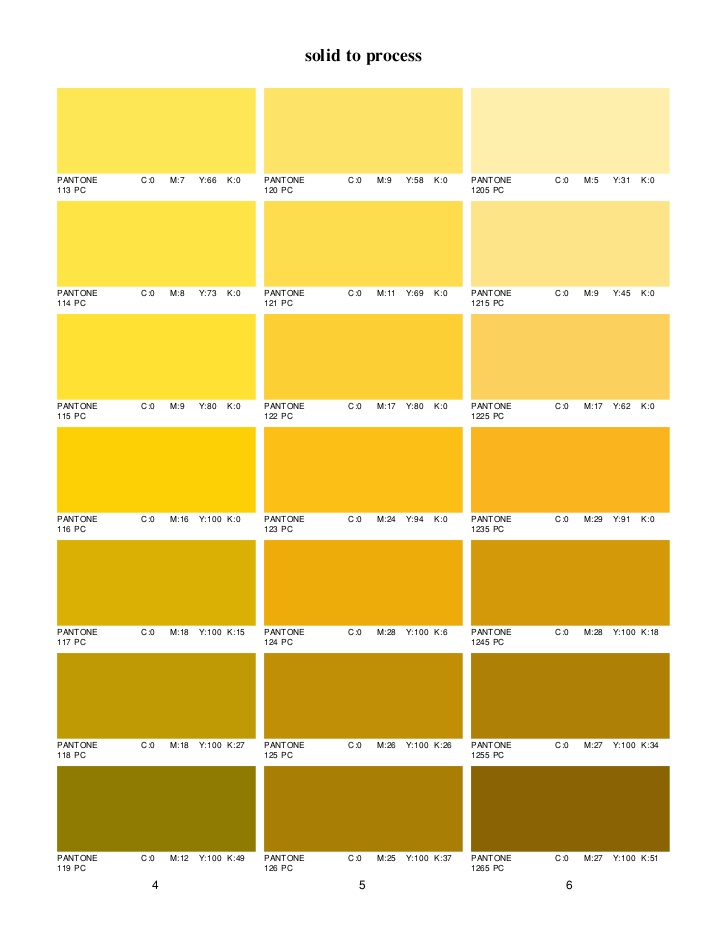 solid to process
PANTONE C:0 M:7 Y:66 K:0 PANTONE C:0 M:9 Y:58 K:0 PANTONE C:0 M:5 Y:31 K:0
113 PC 120 PC 1205 PC
PANTONE C:0 M:8 Y:73 K:0 PANTONE C:0 M:11 Y:69 K:0 PANTONE C:0 M:9 Y:45 K:0
114 PC 121 PC 1215 PC
PANTONE C:0 M:9 Y:80 K:0 PANTONE C:0 M:17 Y:80 K:0 PANTONE C:0 M:17 Y:62 K:0
115 PC 122 PC 1225 PC
PANTONE C:0 M:16 Y:100 K:0 PANTONE C:0 M:24 Y:94 K:0 PANTONE C:0 M:29 Y:91 K:0
116 PC 123 PC 1235 PC
PANTONE C:0 M:18 Y:100 K:15 PANTONE C:0 M:28 Y:100 K:6 PANTONE C:0 M:28 Y:100 K:18
117 PC 124 PC 1245 PC
PANTONE C:0 M:18 Y:100 K:27 PANTONE C:0 M:26 Y:100 K:26 PANTONE C:0 M:27 Y:100 K:34
118 PC 125 PC 1255 PC
PANTONE C:0 M:12 Y:100 K:49 PANTONE C:0 M:25 Y:100 K:37 PANTONE C:0 M:27 Y:100 K:51
119 PC 126 PC 1265 PC
4 5 6